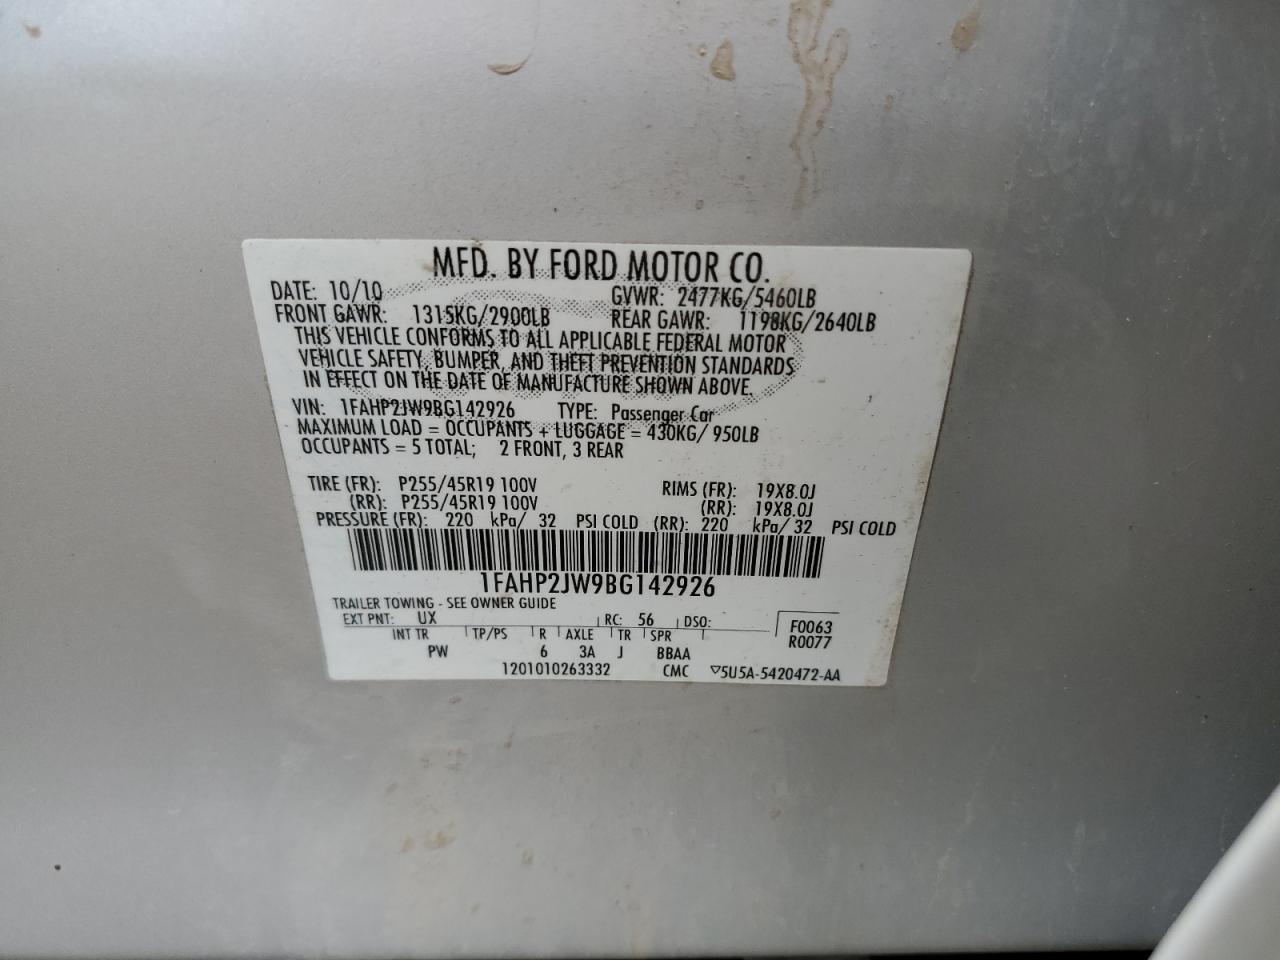 MFD. BY FORD MOTOR CO.
DATE: 10/10 GVWR: 2477KG/5460LB
FRONT GAWR: 1315KG/2900LB REAR GAWR: 1198KG/2640LB
THIS VEHICLE CONFORMS TO ALL APPLICABLE FEDERAL MOTOR
VEHICLE SAFETY, BUMPER, AND THEFT PREVENTION STANDARDS
IN EFFECT ON THE DATE OF MANUFACTURE SHOWN ABOVE.
VIN: 1FAHP2JW9BG142926 TYPE: Passenger Car
MAXIMUM LOAD = OCCUPANTS + LUGGAGE = 430KG/ 950LB
OCCUPANTS = 5 TOTAL; 2 FRONT, 3 REAR
TIRE (FR): P255/45R19 100V RIMS (FR): 19X8.0J
(RR): P255/45R19 100V (RR): 19X8.0J
PRESSURE (FR): 220 kPa/ 32 PSI COLD (RR): 220 kPa/ 32 PSI COLD
1FAHP2JW9BG142926
TRAILER TOWING - SEE OWNER GUIDE
EXT PNT: UX RC: 56 DSO: F0063
INT TR TP/PS R AXLE TR SPR R0077
PW 6 3A J BBAA
1201010263332 CMC ▽5U5A-5420472-AA